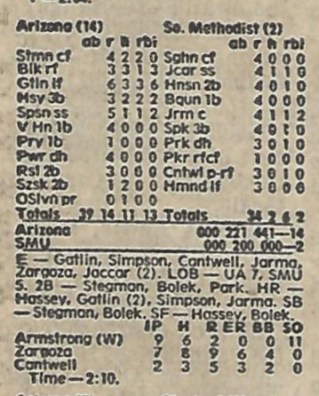 Arizona (14) So. Methodist (2)
ab r h rbi ab r h rbi
Stmn cf 4 2 2 0 Sghn cf 4 0 0 0
Blk rf 3 3 1 3 Jcar ss 4 1 1 0
Gtln lf 6 3 3 6 Hnsn 2b 4 0 1 0
Hsy 3b 3 2 2 2 Bqun 1b 4 0 0 0
Spsn ss 5 1 1 2 Jrm c 4 1 1 2
V Hn 1b 4 0 0 0 Spk 3b 4 0 1 0
Pry 1b 1 0 0 0 Prk dh 3 0 1 0
Pwr dh 4 0 0 0 Pkr rfcf 1 0 0 0
Rsl 2b 3 0 0 0 Cntwl p-rf 3 0 1 0
Szsk 2b 1 2 0 0 Hmnd lf 3 0 0 0
OSlvn pr 0 1 0 0
Totals 39 14 11 13 Totals 34 2 6 2
Arizona 000 221 441—14
SMU 000 200 000—2
E — Gatlin, Simpson, Cantwell, Jarma,
Zargoza, Jaccar (2). LOB — UA 7, SMU
5. 2B — Stegman, Bolek, Park. HR —
Hassey, Gatlin (2), Simpson, Jarma. SB
— Stegman, Bolek. SF — Hassey, Bolek.
IP H R ER BB SO
Armstrong (W) 9 6 2 0 0 11
Zargoza 7 8 9 6 4 0
Cantwell 2 3 5 3 2 0
Time—2:10.